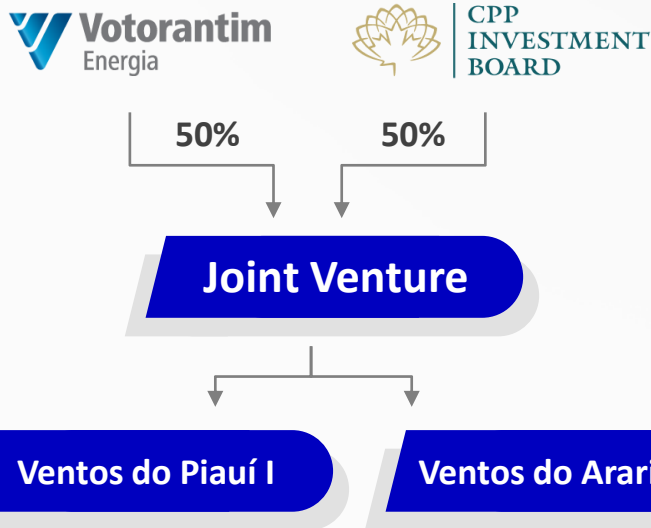 Votorantim
Energia
CPP
INVESTMENT
BOARD
50%
50%
Joint Venture
Ventos do Piauí I
Ventos do Arari